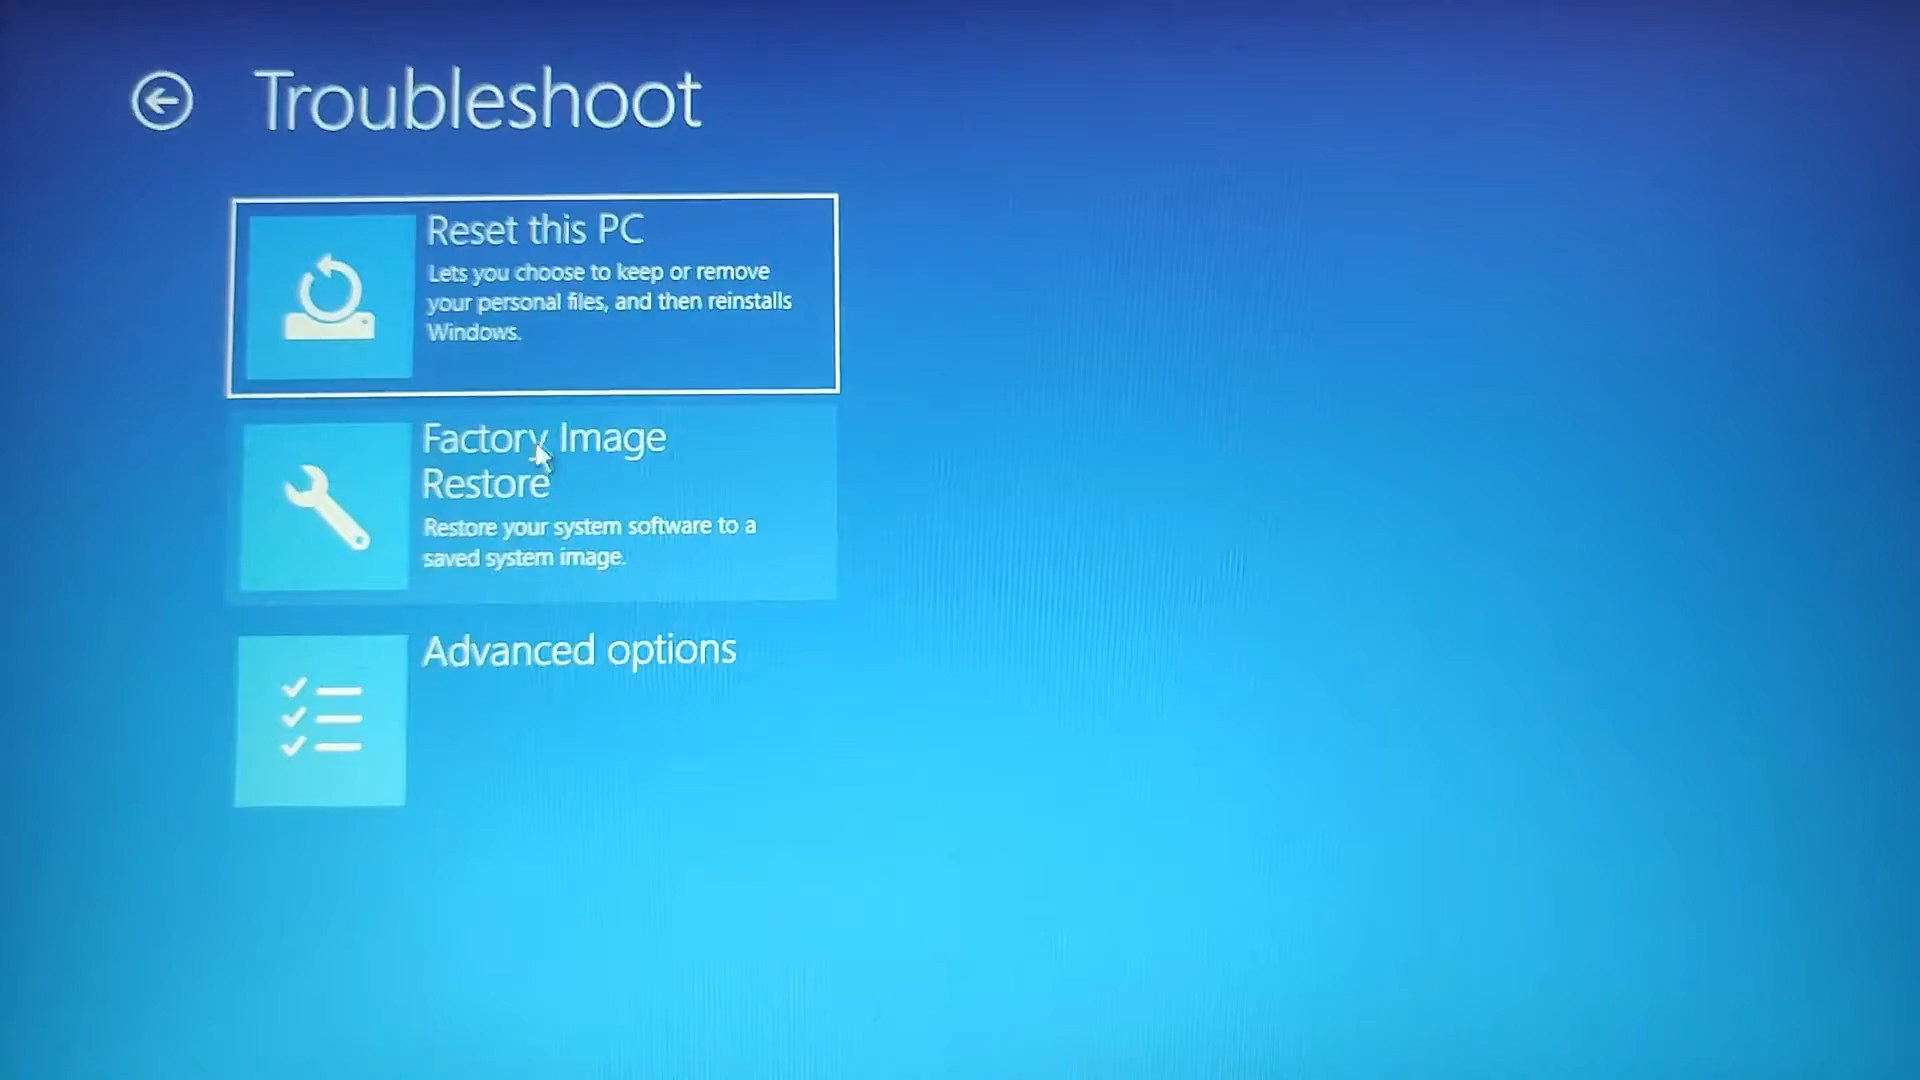 Troubleshoot
Reset this PC
Lets you choose to keep or remove
your personal files, and then reinstalls
Windows.
Factory Image
Restore
Restore your system software to a
saved system image.
Advanced options